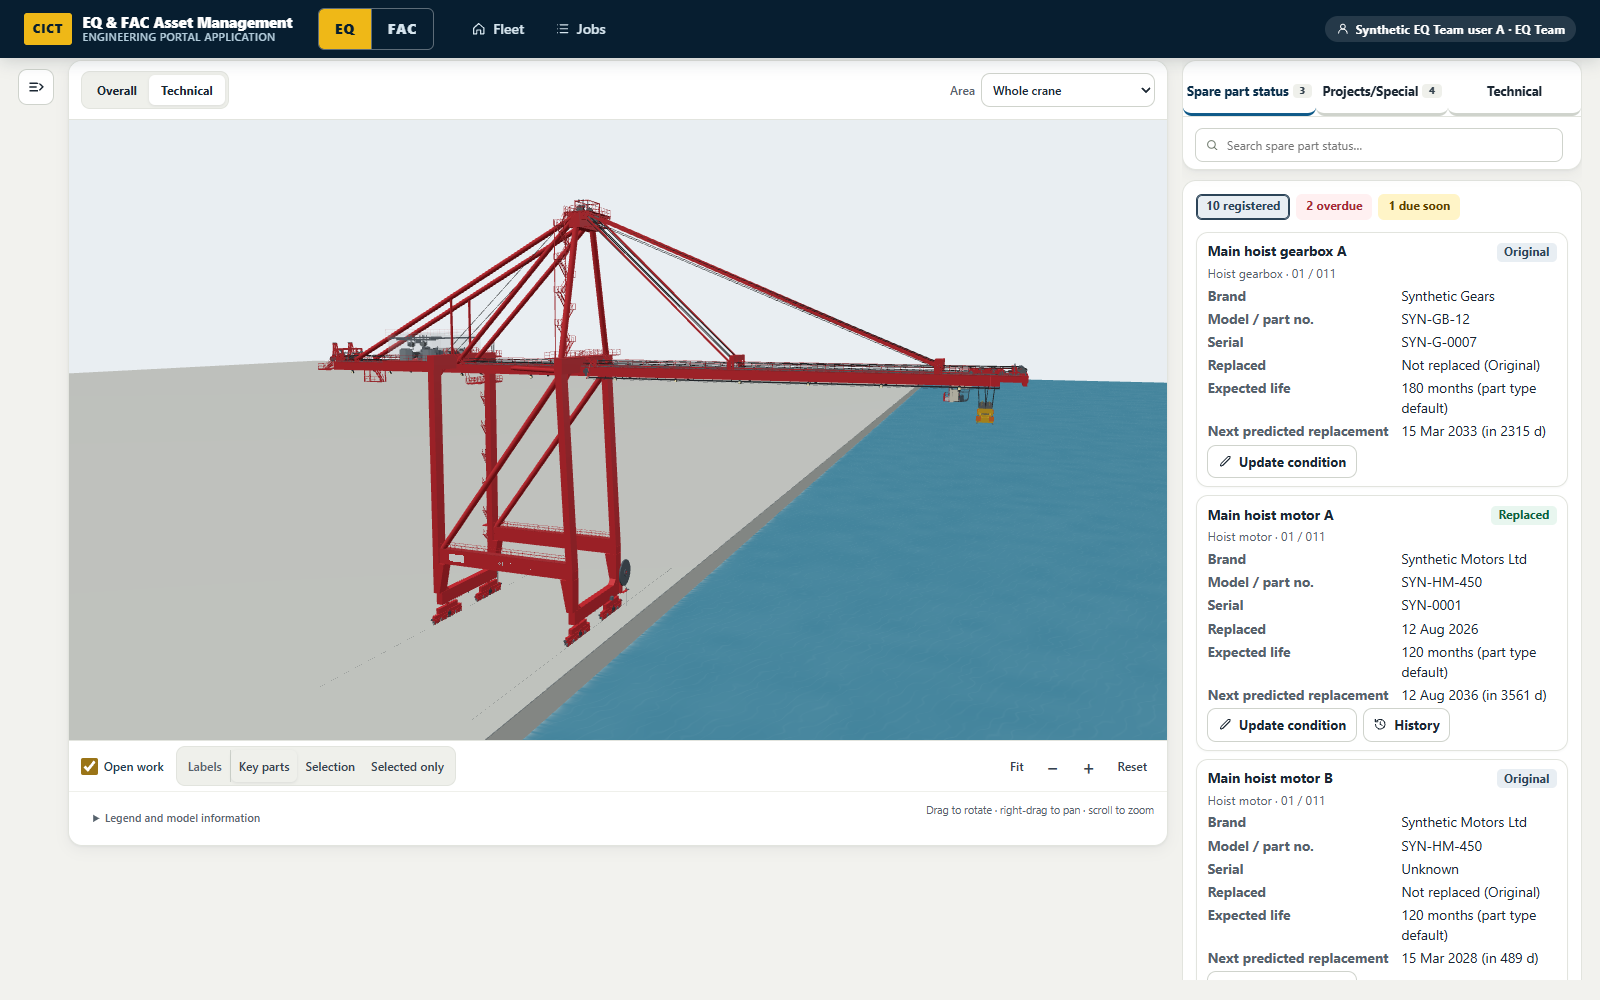 CICT
EQ & FAC Asset Management
ENGINEERING PORTAL APPLICATION
EQ
FAC
Fleet
Jobs
Synthetic EQ Team user A · EQ Team
Overall
Technical
Area
Whole crane
Open work
Labels
Key parts
Selection
Selected only
Fit
−
+
Reset
Legend and model information
Drag to rotate · right-drag to pan · scroll to zoom
Spare part status 3
Projects/Special 4
Technical
Search spare part status...
10 registered
2 overdue
1 due soon
Main hoist gearbox A
Original
Hoist gearbox · 01 / 011
Brand Synthetic Gears
Model / part no. SYN-GB-12
Serial SYN-G-0007
Replaced Not replaced (Original)
Expected life 180 months (part type
default)
Next predicted replacement 15 Mar 2033 (in 2315 d)
Update condition
Main hoist motor A
Replaced
Hoist motor · 01 / 011
Brand Synthetic Motors Ltd
Model / part no. SYN-HM-450
Serial SYN-0001
Replaced 12 Aug 2026
Expected life 120 months (part type
default)
Next predicted replacement 12 Aug 2036 (in 3561 d)
Update condition
History
Main hoist motor B
Original
Hoist motor · 01 / 011
Brand Synthetic Motors Ltd
Model / part no. SYN-HM-450
Serial Unknown
Replaced Not replaced (Original)
Expected life 120 months (part type
default)
Next predicted replacement 15 Mar 2028 (in 489 d)